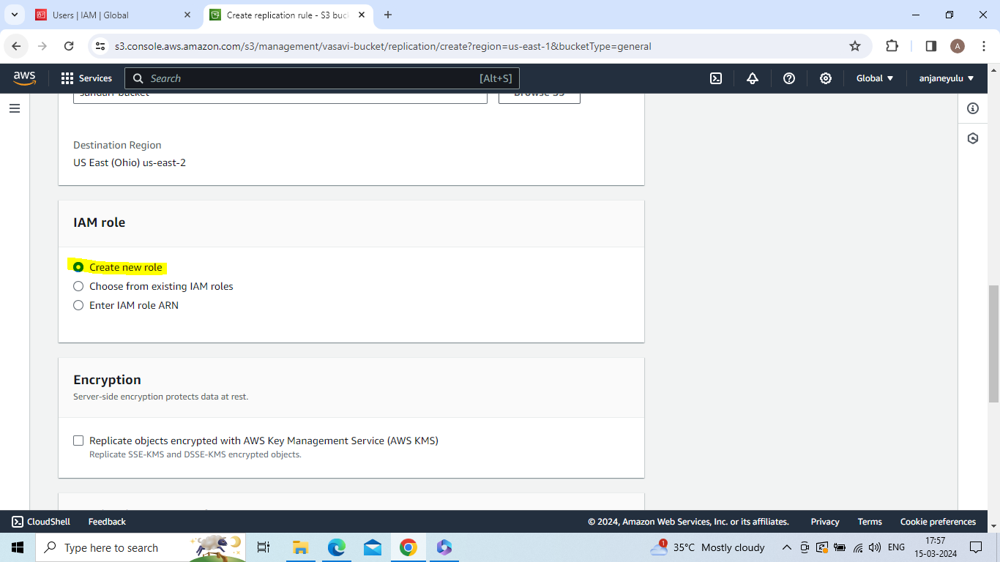 Users | IAM | Global
Create replication rule - S3 buc
s3.console.aws.amazon.com/s3/management/vasavi-bucket/replication/create?region=us-east-1&bucketType=general
A
aws
Services
Search
[Alt+S]
Global
anjaneyulu
Destination Region
US East (Ohio) us-east-2
IAM role
Create new role
Choose from existing IAM roles
Enter IAM role ARN
Encryption
Server-side encryption protects data at rest.
Replicate objects encrypted with AWS Key Management Service (AWS KMS)
Replicate SSE-KMS and DSSE-KMS encrypted objects.
CloudShell
Feedback
© 2024, Amazon Web Services, Inc. or its affiliates.
Privacy
Terms
Cookie preferences
Type here to search
1
35°C Mostly cloudy
ENG
17:57
15-03-2024